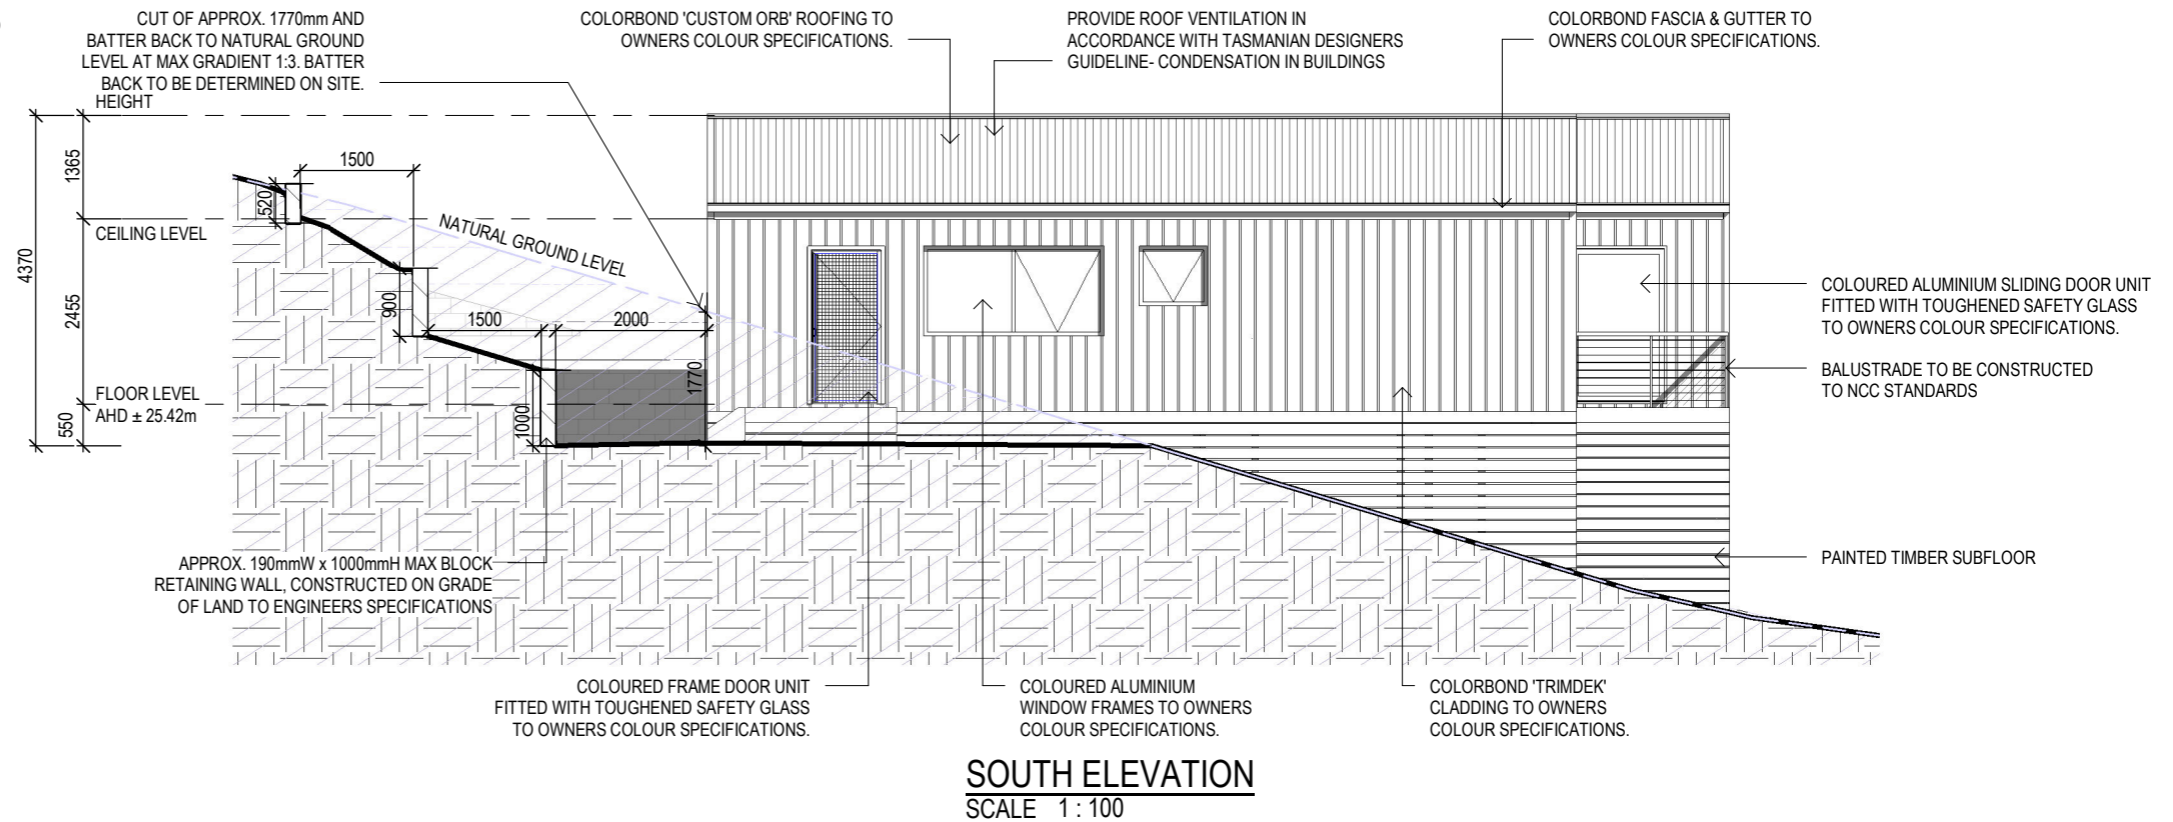 CUT OF APPROX. 1770mm AND
BATTER BACK TO NATURAL GROUND
LEVEL AT MAX GRADIENT 1:3. BATTER
BACK TO BE DETERMINED ON SITE.
COLORBOND 'CUSTOM ORB' ROOFING TO
OWNERS COLOUR SPECIFICATIONS.
PROVIDE ROOF VENTILATION IN
ACCORDANCE WITH TASMANIAN DESIGNERS
GUIDELINE- CONDENSATION IN BUILDINGS
COLORBOND FASCIA & GUTTER TO
OWNERS COLOUR SPECIFICATIONS.
HEIGHT
4370
1365
2455
550
1500
520
CEILING LEVEL
NATURAL GROUND LEVEL
900
1500
2000
1770
1000
FLOOR LEVEL
AHD ± 25.42m
COLOURED ALUMINIUM SLIDING DOOR UNIT
FITTED WITH TOUGHENED SAFETY GLASS
TO OWNERS COLOUR SPECIFICATIONS.
BALUSTRADE TO BE CONSTRUCTED
TO NCC STANDARDS
PAINTED TIMBER SUBFLOOR
APPROX. 190mmW x 1000mmH MAX BLOCK
RETAINING WALL, CONSTRUCTED ON GRADE
OF LAND TO ENGINEERS SPECIFICATIONS
COLOURED FRAME DOOR UNIT
FITTED WITH TOUGHENED SAFETY GLASS
TO OWNERS COLOUR SPECIFICATIONS.
COLOURED ALUMINIUM
WINDOW FRAMES TO OWNERS
COLOUR SPECIFICATIONS.
COLORBOND 'TRIMDEK'
CLADDING TO OWNERS
COLOUR SPECIFICATIONS.
SOUTH ELEVATION
SCALE 1 : 100